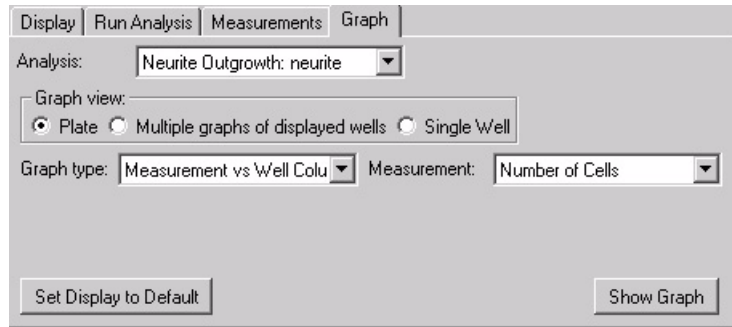 Display Run Analysis Measurements Graph
Analysis: Neurite Outgrowth: neurite
Graph view:
Plate Multiple graphs of displayed wells Single Well
Graph type: Measurement vs Well Colu Measurement: Number of Cells
Set Display to Default Show Graph